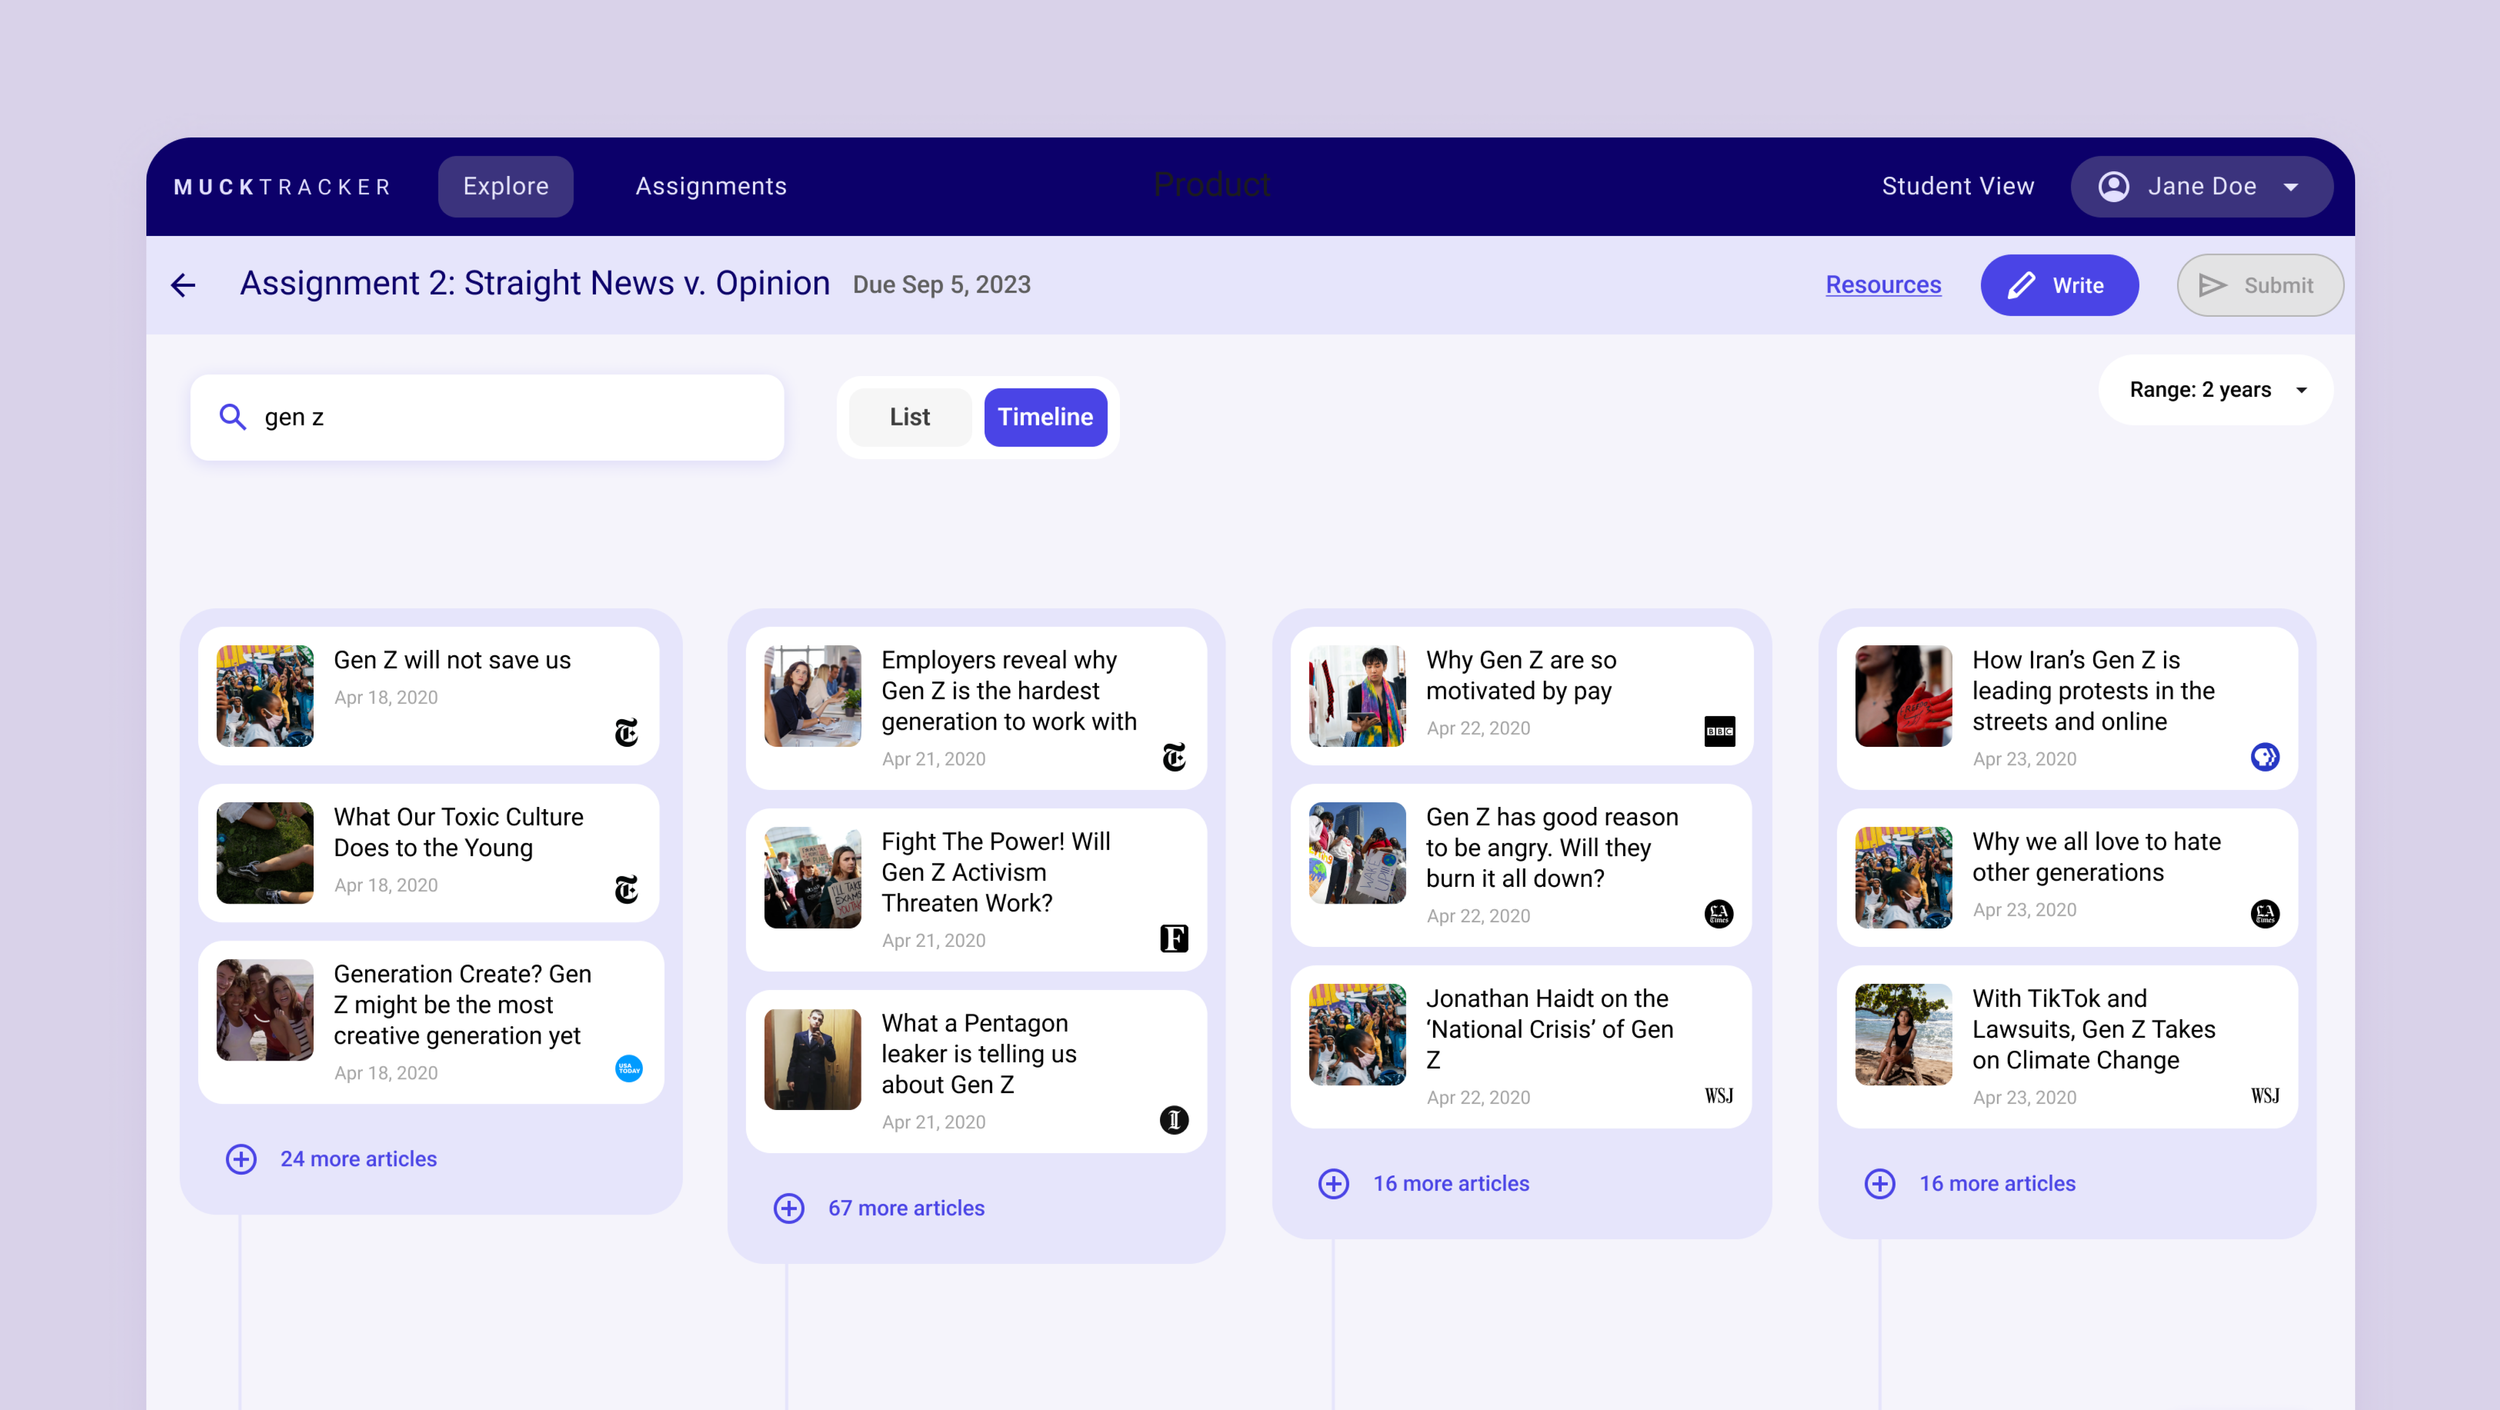 MUCKTRACKER
Explore
Assignments
Product
Student View
Jane Doe
Assignment 2: Straight News v. Opinion
Due Sep 5, 2023
Resources
Write
Submit
gen z
List
Timeline
Range: 2 years
Gen Z will not save us
Apr 18, 2020
What Our Toxic Culture
Does to the Young
Apr 18, 2020
Generation Create? Gen
Z might be the most
creative generation yet
Apr 18, 2020
USA
TODAY
24 more articles
Employers reveal why
Gen Z is the hardest
generation to work with
Apr 21, 2020
Fight The Power! Will
Gen Z Activism
Threaten Work?
Apr 21, 2020
F
What a Pentagon
leaker is telling us
about Gen Z
Apr 21, 2020
67 more articles
Why Gen Z are so
motivated by pay
Apr 22, 2020
BBC
Gen Z has good reason
to be angry. Will they
burn it all down?
Apr 22, 2020
LA
Times
Jonathan Haidt on the
‘National Crisis’ of Gen
Z
Apr 22, 2020
WSJ
16 more articles
How Iran’s Gen Z is
leading protests in the
streets and online
Apr 23, 2020
Why we all love to hate
other generations
Apr 23, 2020
LA
Times
With TikTok and
Lawsuits, Gen Z Takes
on Climate Change
Apr 23, 2020
WSJ
16 more articles